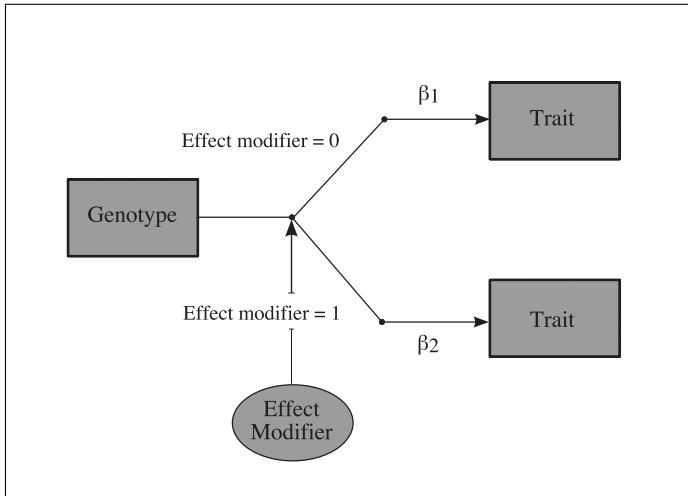 β1
Trait
Effect modifier = 0
Genotype
Effect modifier = 1
Trait
β2
Effect
Modifier